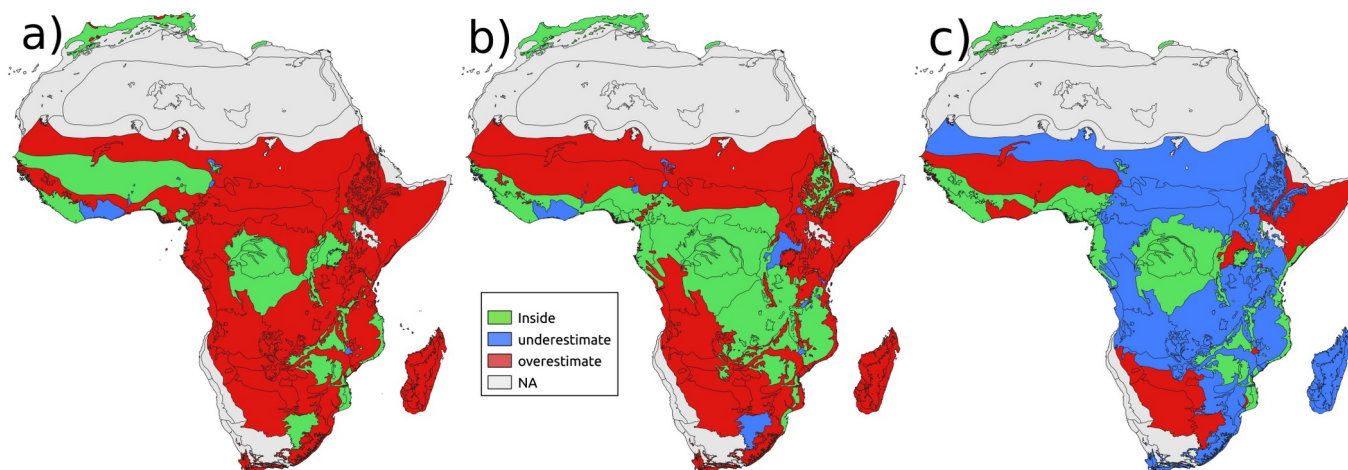 a)
b)
c)
Inside
underestimate
overestimate
NA